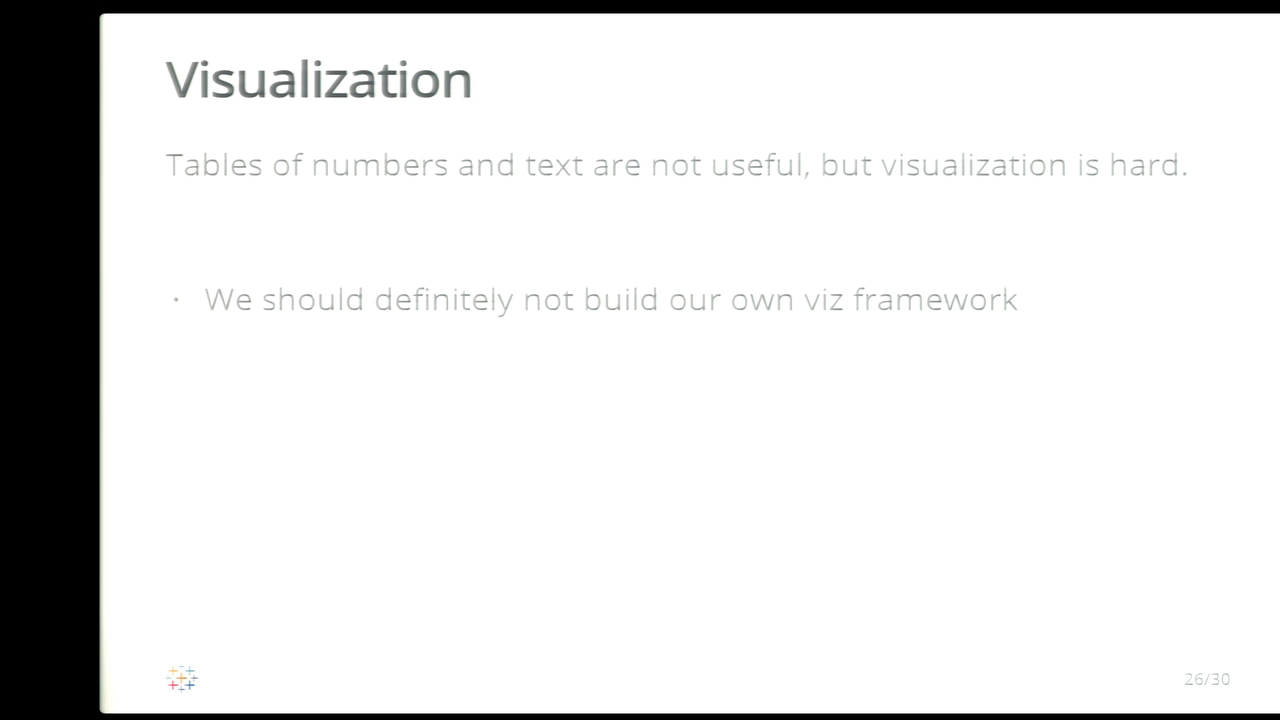 Visualization
Tables of numbers and text are not useful, but visualization is hard.
· We should definitely not build our own viz framework
26/30